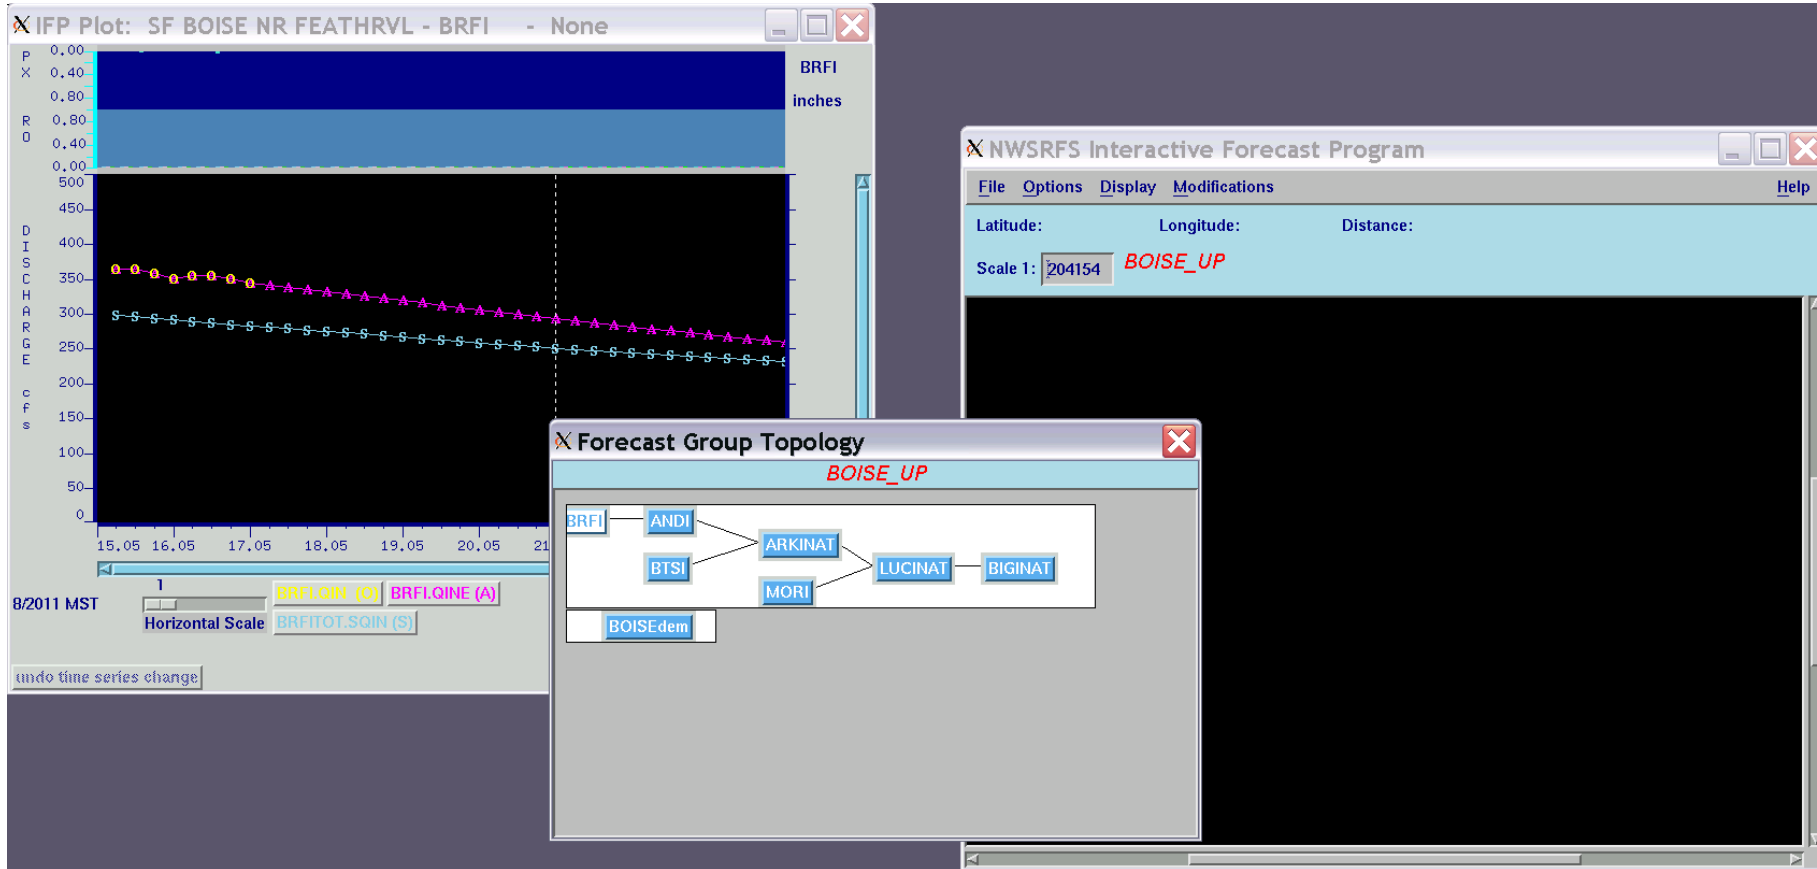 IFP Plot: SF BOISE NR FEATHRVL - BRFI - None
P
X
0.00
0.40
0.80
R
O
0.80
0.40
0.00
BRFI
inches
DISCHARGE cfs
500
450
400
350
300
250
200
150
100
50
0
15.05 16.05 17.05 18.05 19.05 20.05 21
8/2011 MST
1
Horizontal Scale
BRFI.QIN (O) BRFI.QINE (A)
BRFITOT.SQIN (S)
undo time series change
NWSRFS Interactive Forecast Program
File Options Display Modifications Help
Latitude: Longitude: Distance:
Scale 1: 204154 BOISE_UP
Forecast Group Topology
BOISE_UP
BRFI ANDI
ARKINAT
BTSI LUCINAT BIGINAT
MORI
BOISEdem